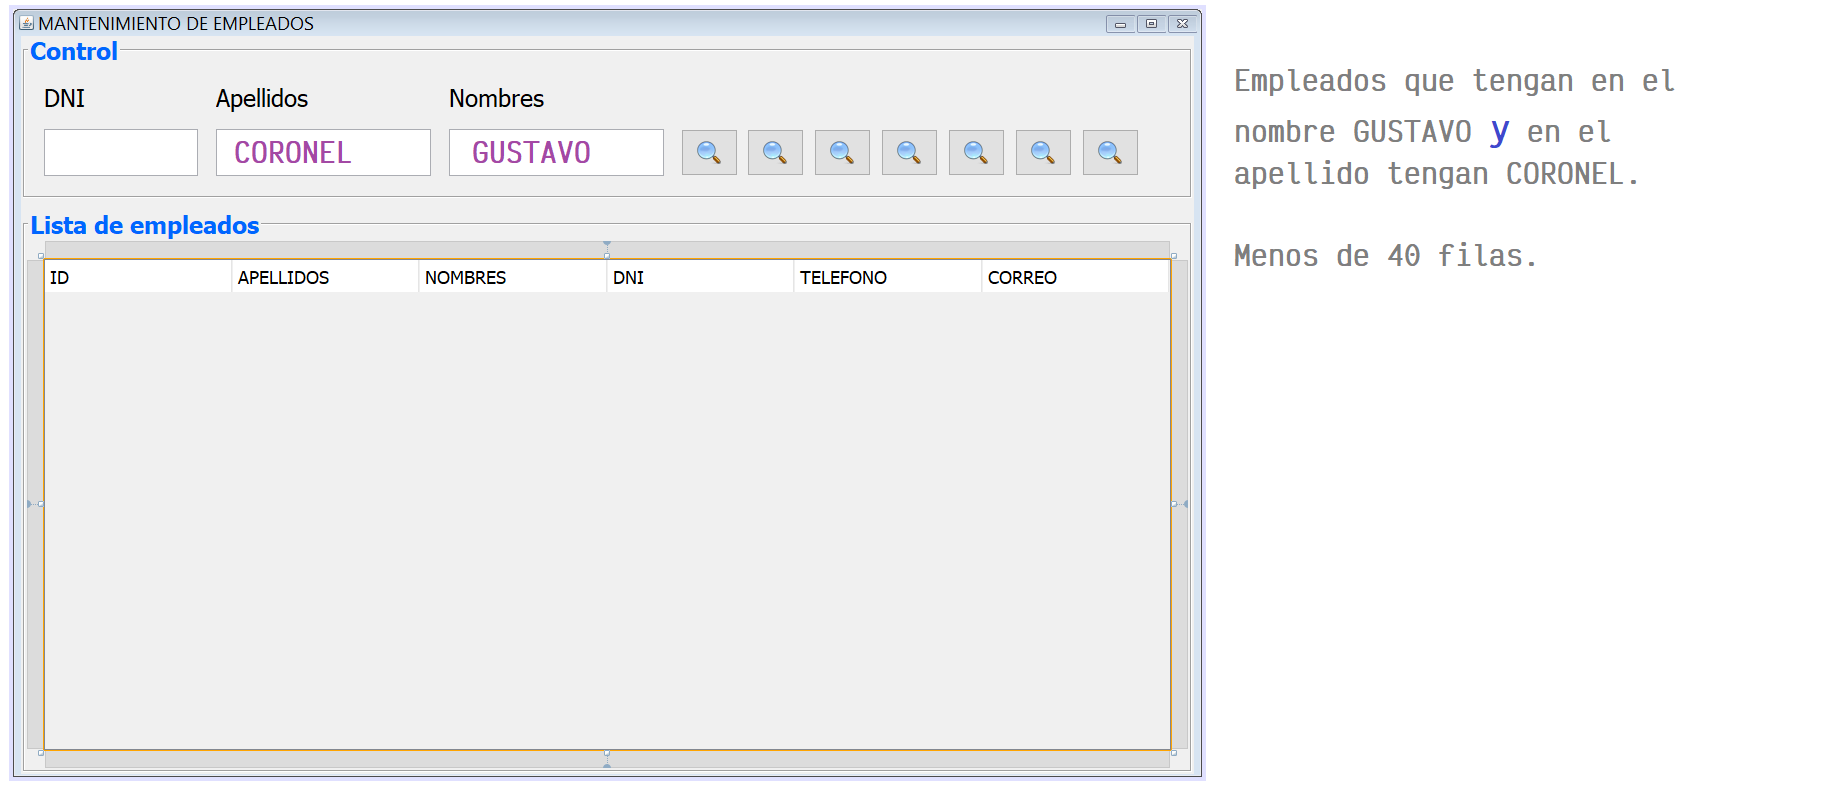 MANTENIMIENTO DE EMPLEADOS
Control
DNI Apellidos Nombres
CORONEL GUSTAVO
Lista de empleados
ID APELLIDOS NOMBRES DNI TELEFONO CORREO
Empleados que tengan en el
nombre GUSTAVO y en el
apellido tengan CORONEL.
Menos de 40 filas.